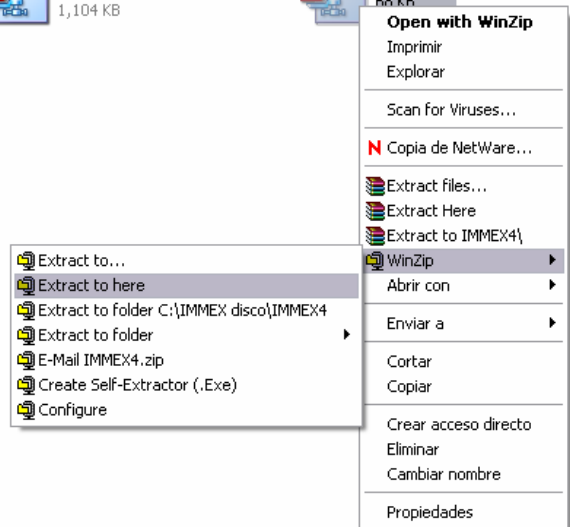 1,104 KB
Open with WinZip
Imprimir
Explorar
Scan for Viruses...
Copia de NetWare...
Extract files...
Extract Here
Extract to IMMEX4\
WinZip
Abrir con
Enviar a
Cortar
Copiar
Crear acceso directo
Eliminar
Cambiar nombre
Propiedades
Extract to...
Extract to here
Extract to folder C:\IMMEX disco\IMMEX4
Extract to folder
E-Mail IMMEX4.zip
Create Self-Extractor (.Exe)
Configure